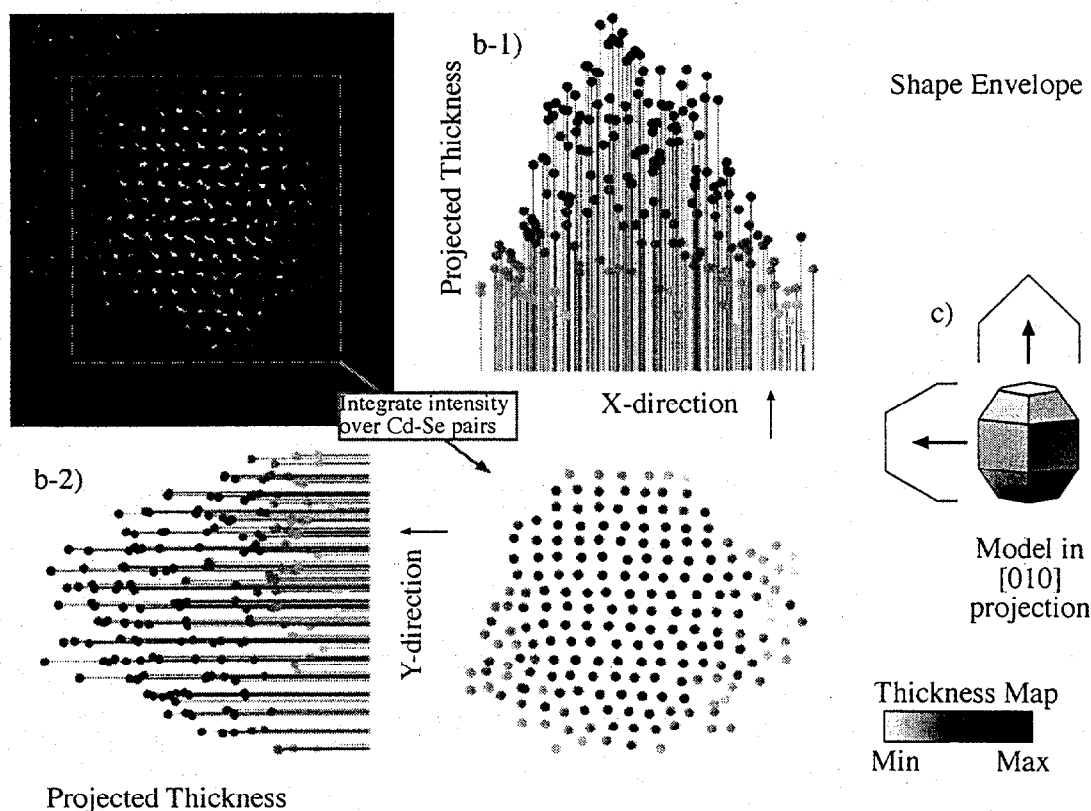 b-1)
Projected Thickness
Shape Envelope
c)
X-direction
Integrate intensity
over Cd-Se pairs
b-2)
Y-direction
Model in
[010]
projection
Thickness Map
Min Max
Projected Thickness